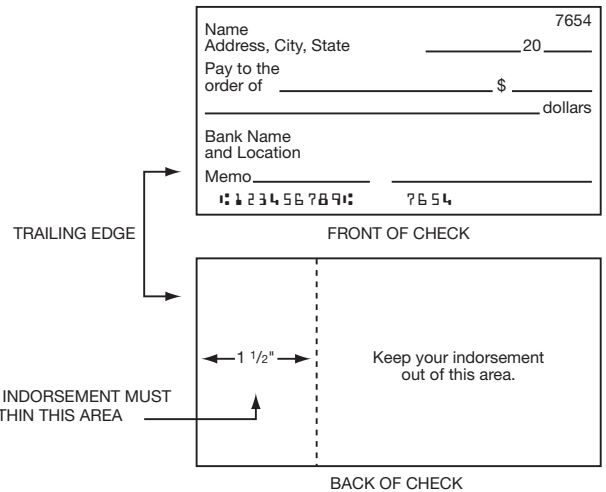 7654
Name
Address, City, State 20
Pay to the
order of $
dollars
Bank Name
and Location
Memo
⑆123456789⑆ 7654
TRAILING EDGE
FRONT OF CHECK
1 1/2"
Keep your indorsement
out of this area.
INDORSEMENT MUST
THIN THIS AREA
BACK OF CHECK